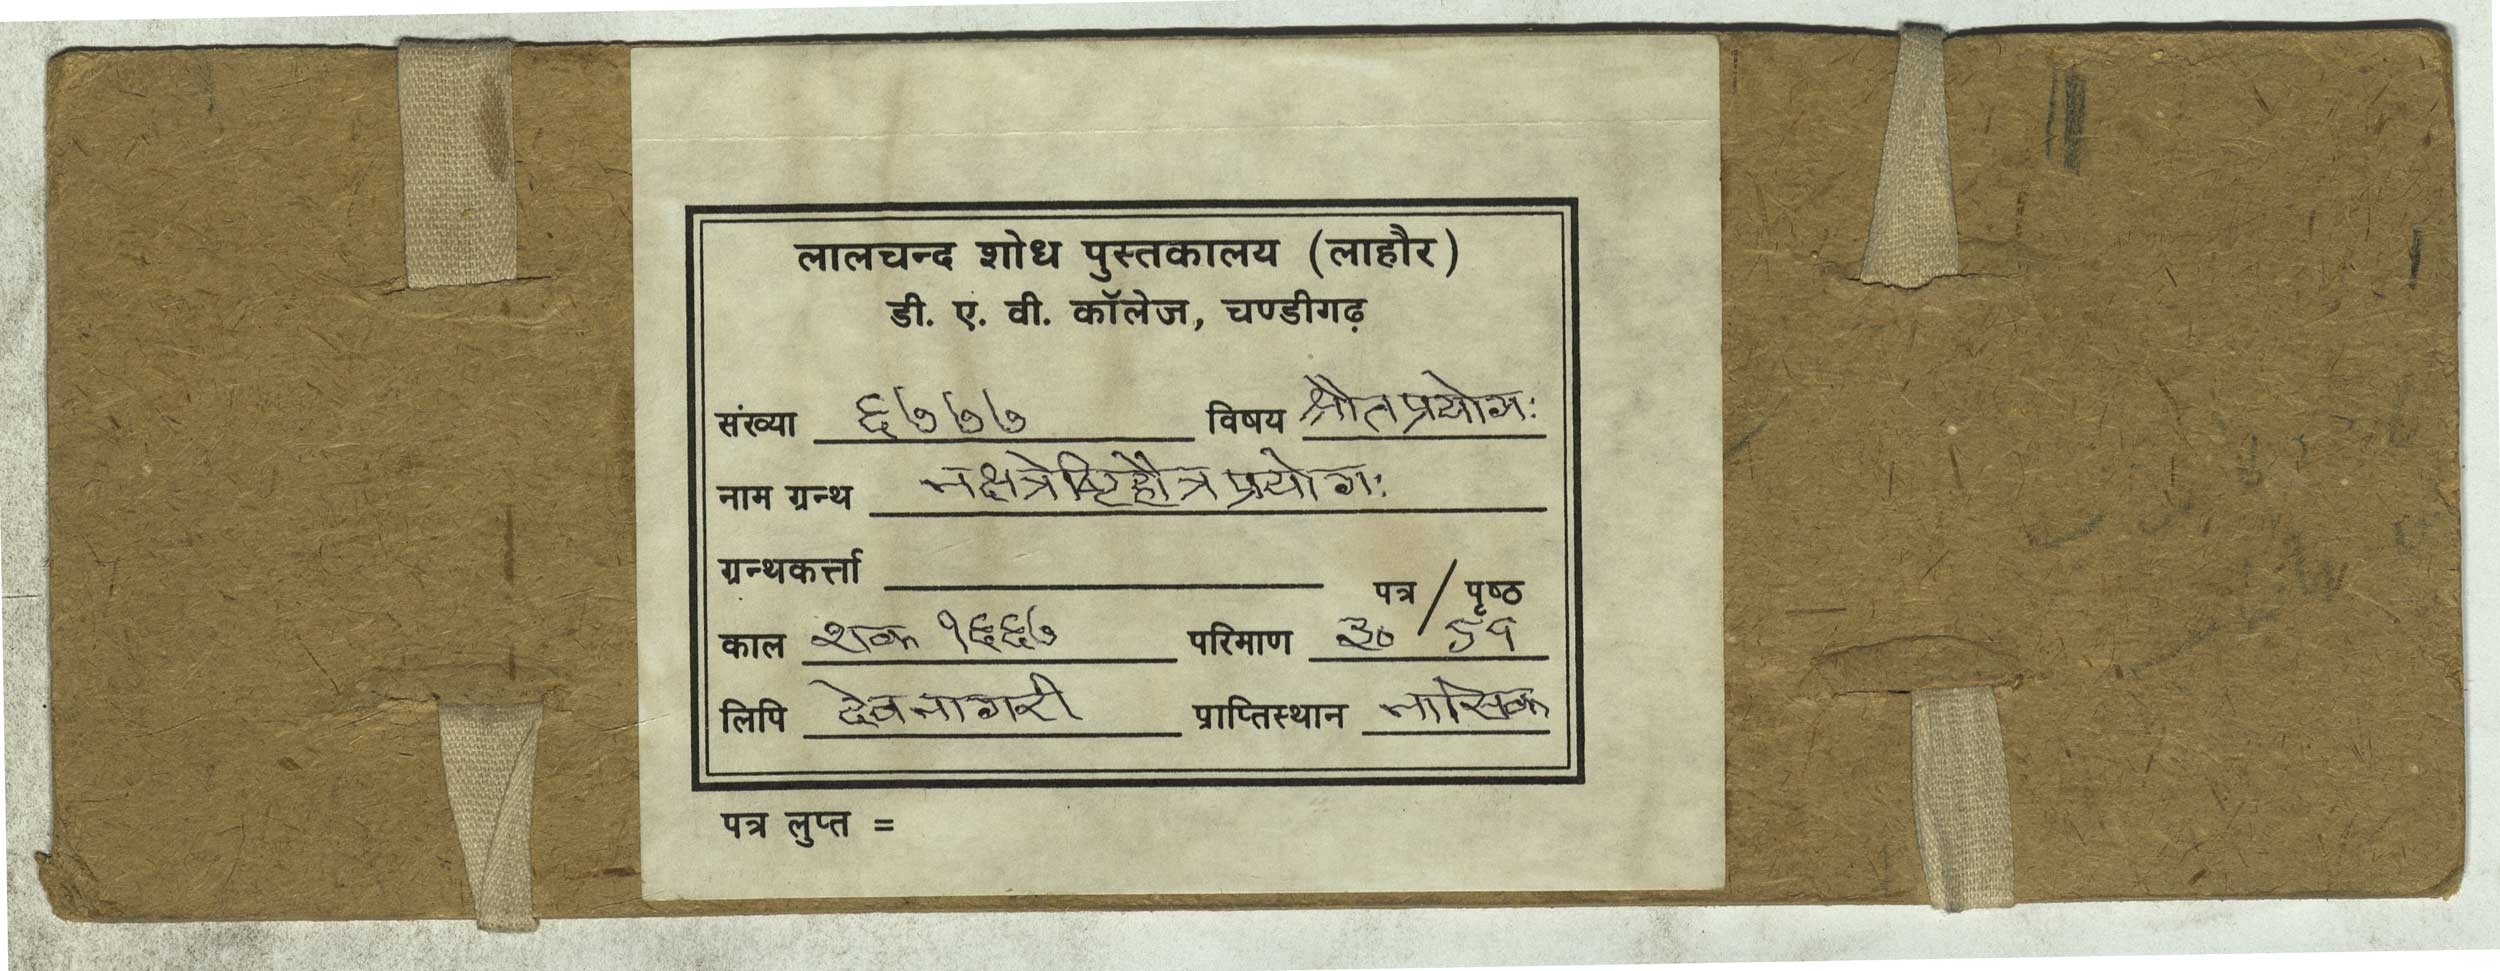 लालचन्द शोध पुस्तकालय (लाहौर)
डी. ए. वी. कॉलेज, चण्डीगढ़
संख्या ६७७७ विषय श्रौतप्रयोगः
नाम ग्रन्थ नक्षत्रेष्टिहौत्रप्रयोगः
ग्रन्थकर्त्ता
पत्र / पृष्ठ
काल शक १६६७ परिमाण ३० / ५१
लिपि देवनागरी प्राप्तिस्थान नासिक
पत्र लुप्त =